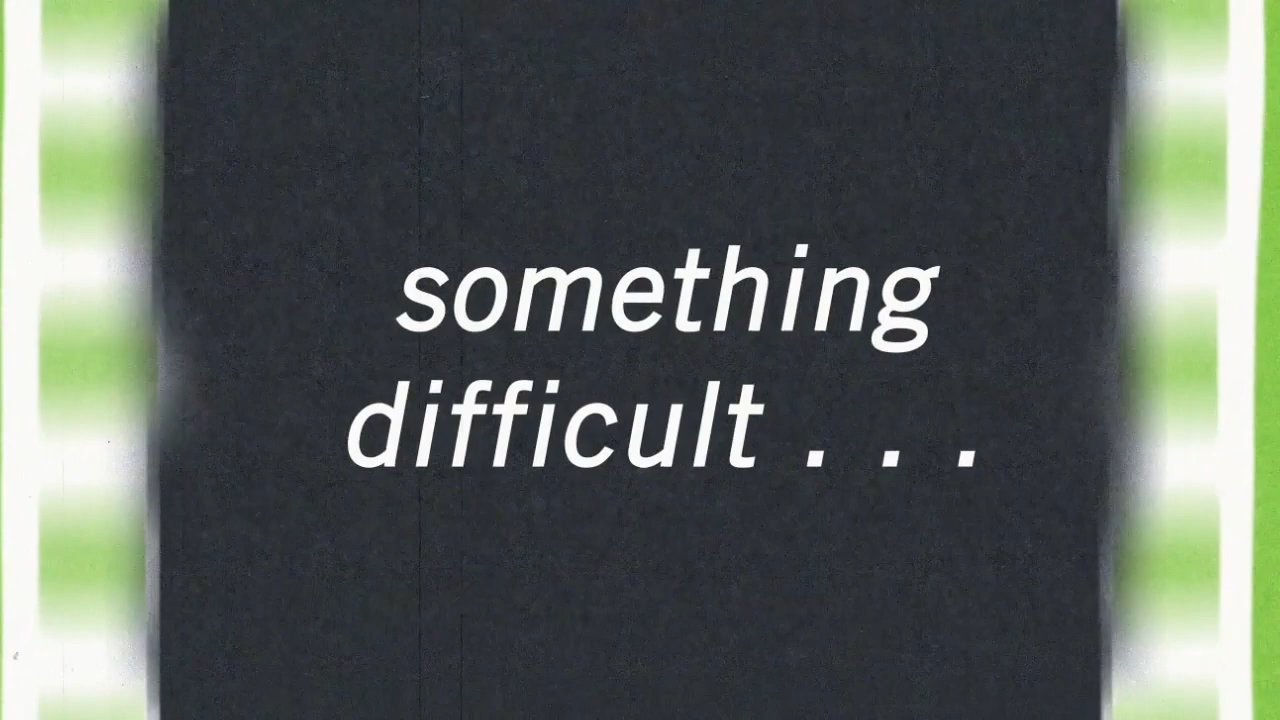 something
difficult . . .